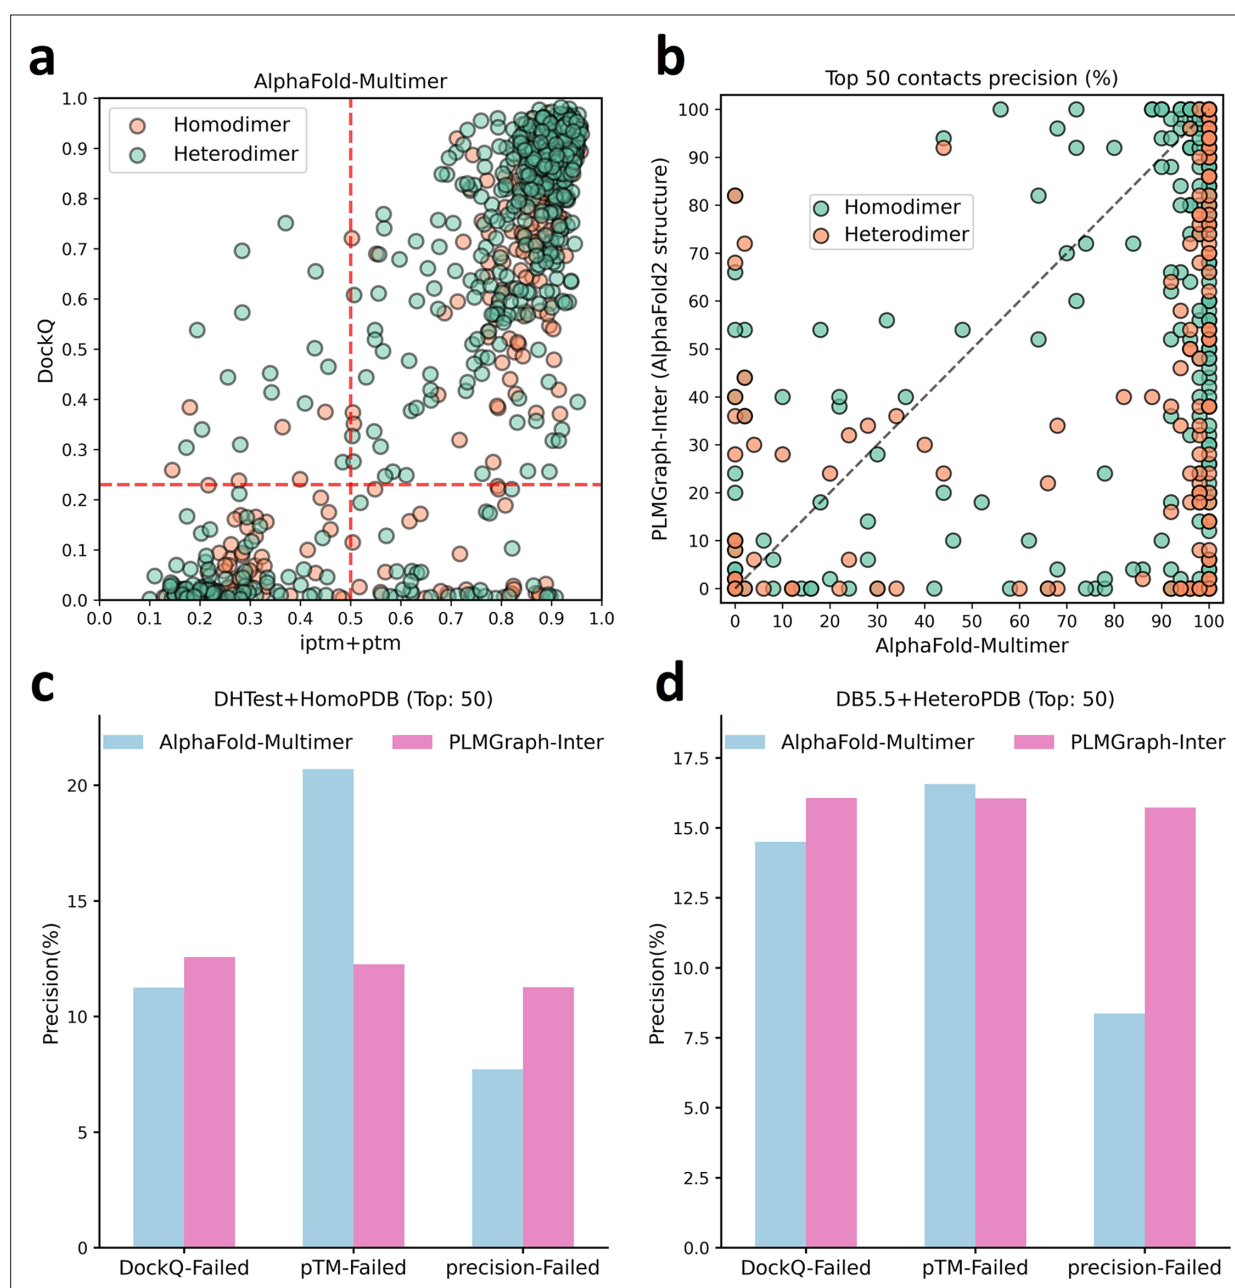 a
AlphaFold-Multimer
Homodimer
Heterodimer
DockQ
1.0
0.9
0.8
0.7
0.6
0.5
0.4
0.3
0.2
0.1
0.0
0.0 0.1 0.2 0.3 0.4 0.5 0.6 0.7 0.8 0.9 1.0
iptm+ptm
b
Top 50 contacts precision (%)
Homodimer
Heterodimer
PLMGraph-Inter (AlphaFold2 structure)
100
90
80
70
60
50
40
30
20
10
0
0 10 20 30 40 50 60 70 80 90 100
AlphaFold-Multimer
c
DHTest+HomoPDB (Top: 50)
AlphaFold-Multimer PLMGraph-Inter
Precision(%)
20
15
10
5
0
DockQ-Failed pTM-Failed precision-Failed
d
DB5.5+HeteroPDB (Top: 50)
AlphaFold-Multimer PLMGraph-Inter
Precision(%)
17.5
15.0
12.5
10.0
7.5
5.0
2.5
0.0
DockQ-Failed pTM-Failed precision-Failed